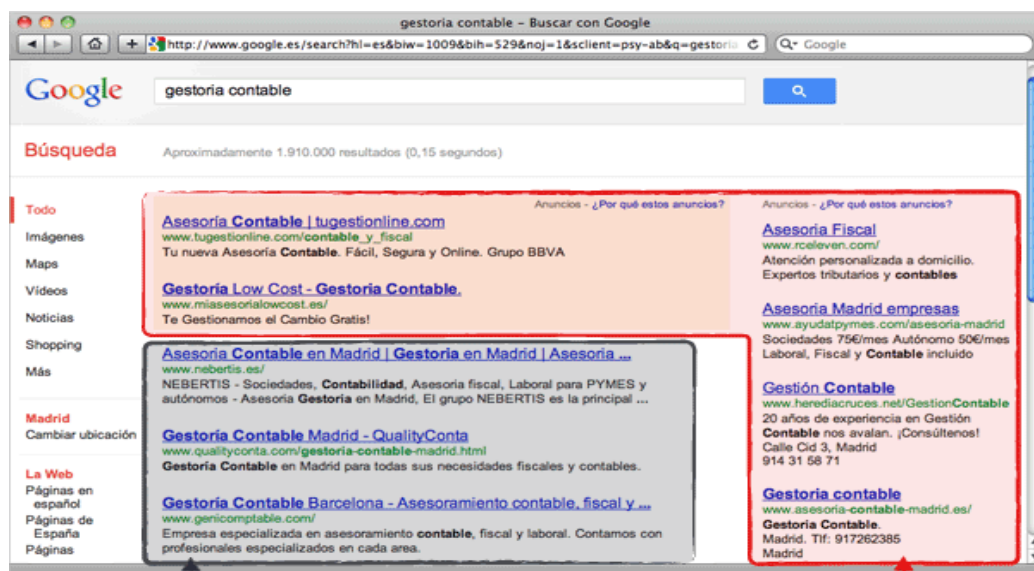 gestoria contable – Buscar con Google
http://www.google.es/search?hl=es&biw=1009&bih=529&noj=1&sclient=psy-ab&q=gestoria
Google
Google
gestoria contable
Búsqueda
Aproximadamente 1.910.000 resultados (0,15 segundos)
Todo
Imágenes
Maps
Vídeos
Noticias
Shopping
Más
Madrid
Cambiar ubicación
La Web
Páginas en
español
Páginas de
España
Páginas
Anuncios - ¿Por qué estos anuncios?
Asesoría Contable | tugestionline.com
www.tugestionline.com/contable_y_fiscal
Tu nueva Asesoría Contable. Fácil, Segura y Online. Grupo BBVA
Gestoría Low Cost - Gestoría Contable.
www.miasesorialowcost.es/
Te Gestionamos el Cambio Gratis!
Asesoria Contable en Madrid | Gestoria en Madrid | Asesoria ...
www.nebertis.es/
NEBERTIS - Sociedades, Contabilidad, Asesoria fiscal, Laboral para PYMES y
autónomos - Asesoria Gestoria en Madrid, El grupo NEBERTIS es la principal ...
Gestoría Contable Madrid - QualityConta
www.qualityconta.com/gestoria-contable-madrid.html
Gestoría Contable en Madrid para todas sus necesidades fiscales y contables.
Gestoría Contable Barcelona - Asesoramiento contable, fiscal y ...
www.genicomptable.com/
Empresa especializada en asesoramiento contable, fiscal y laboral. Contamos con
profesionales especializados en cada area.
Anuncios - ¿Por qué estos anuncios?
Asesoría Fiscal
www.rceleven.com/
Atención personalizada a domicilio.
Expertos tributarios y contables
Asesoria Madrid empresas
www.ayudatpymes.com/asesoria-madrid
Sociedades 75€/mes Autónomo 50€/mes
Laboral, Fiscal y Contable incluido
Gestión Contable
www.herediacruces.net/GestionContable
20 años de experiencia en Gestión
Contable nos avalan. ¡Consúltenos!
Calle Cid 3, Madrid
914 31 58 71
Gestoria contable
www.asesoria-contable-madrid.es/
Gestoria Contable.
Madrid. Tlf: 917262385
Madrid